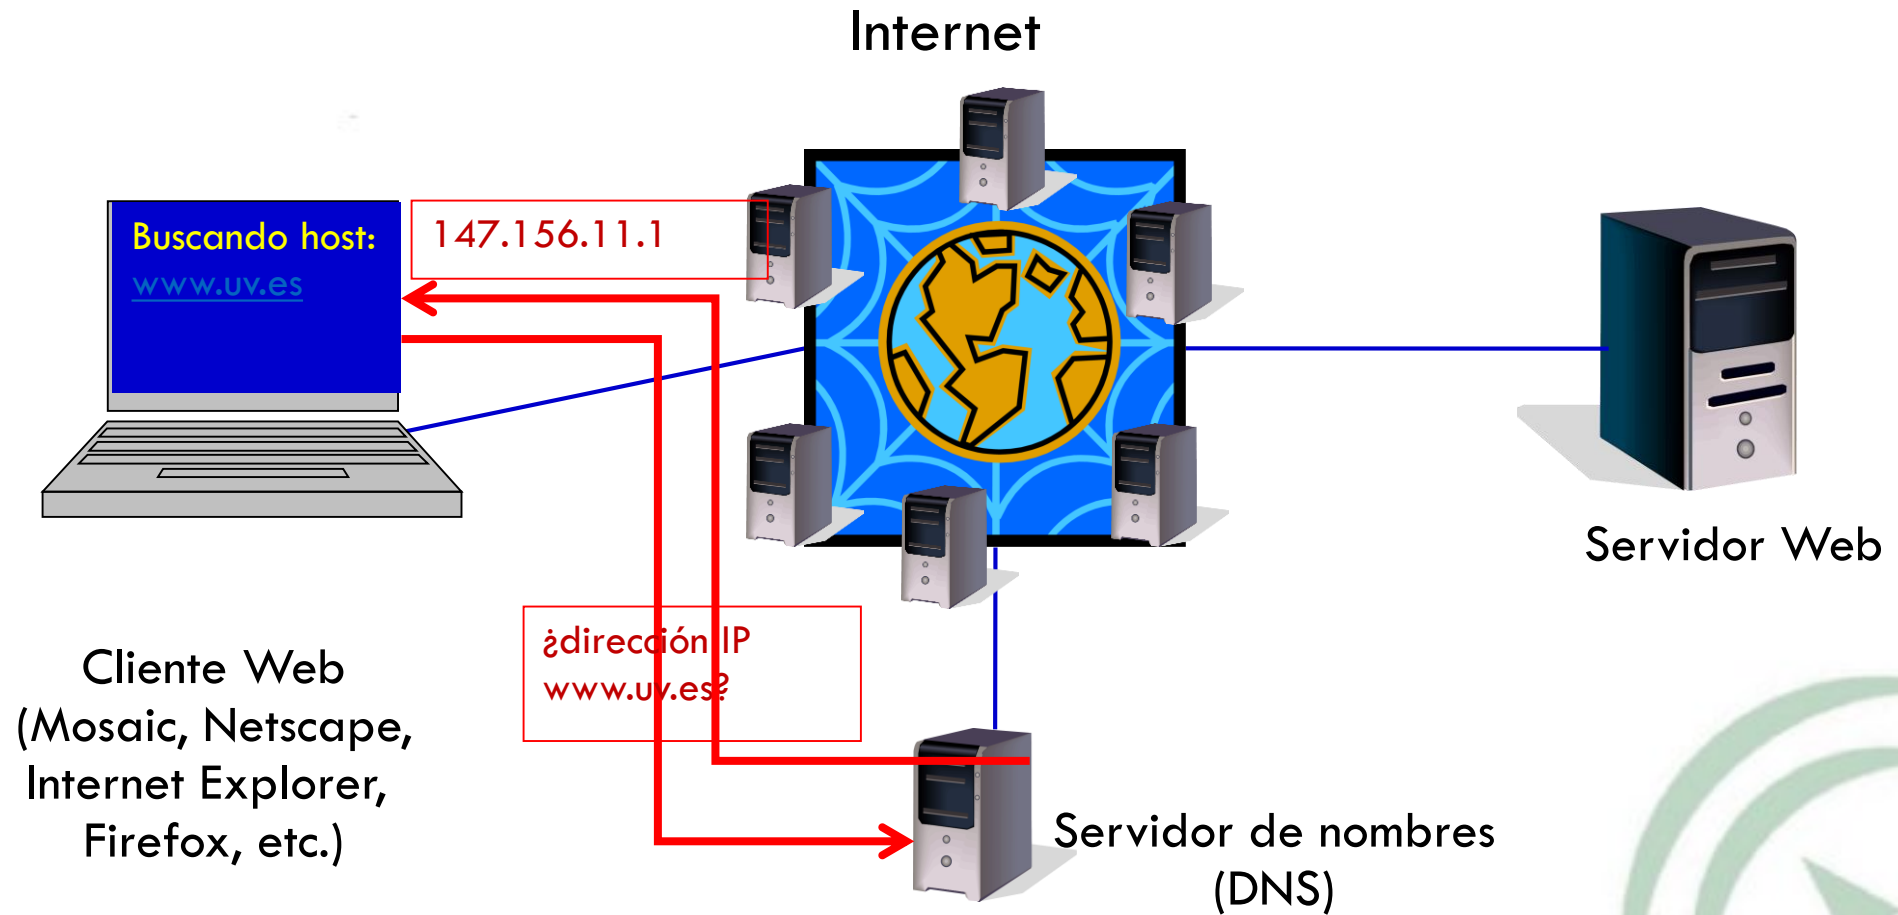 Internet
Buscando host:
www.uv.es
147.156.11.1
Servidor Web
¿dirección IP
www.uv.es?
Cliente Web
(Mosaic, Netscape,
Internet Explorer,
Firefox, etc.)
Servidor de nombres
(DNS)